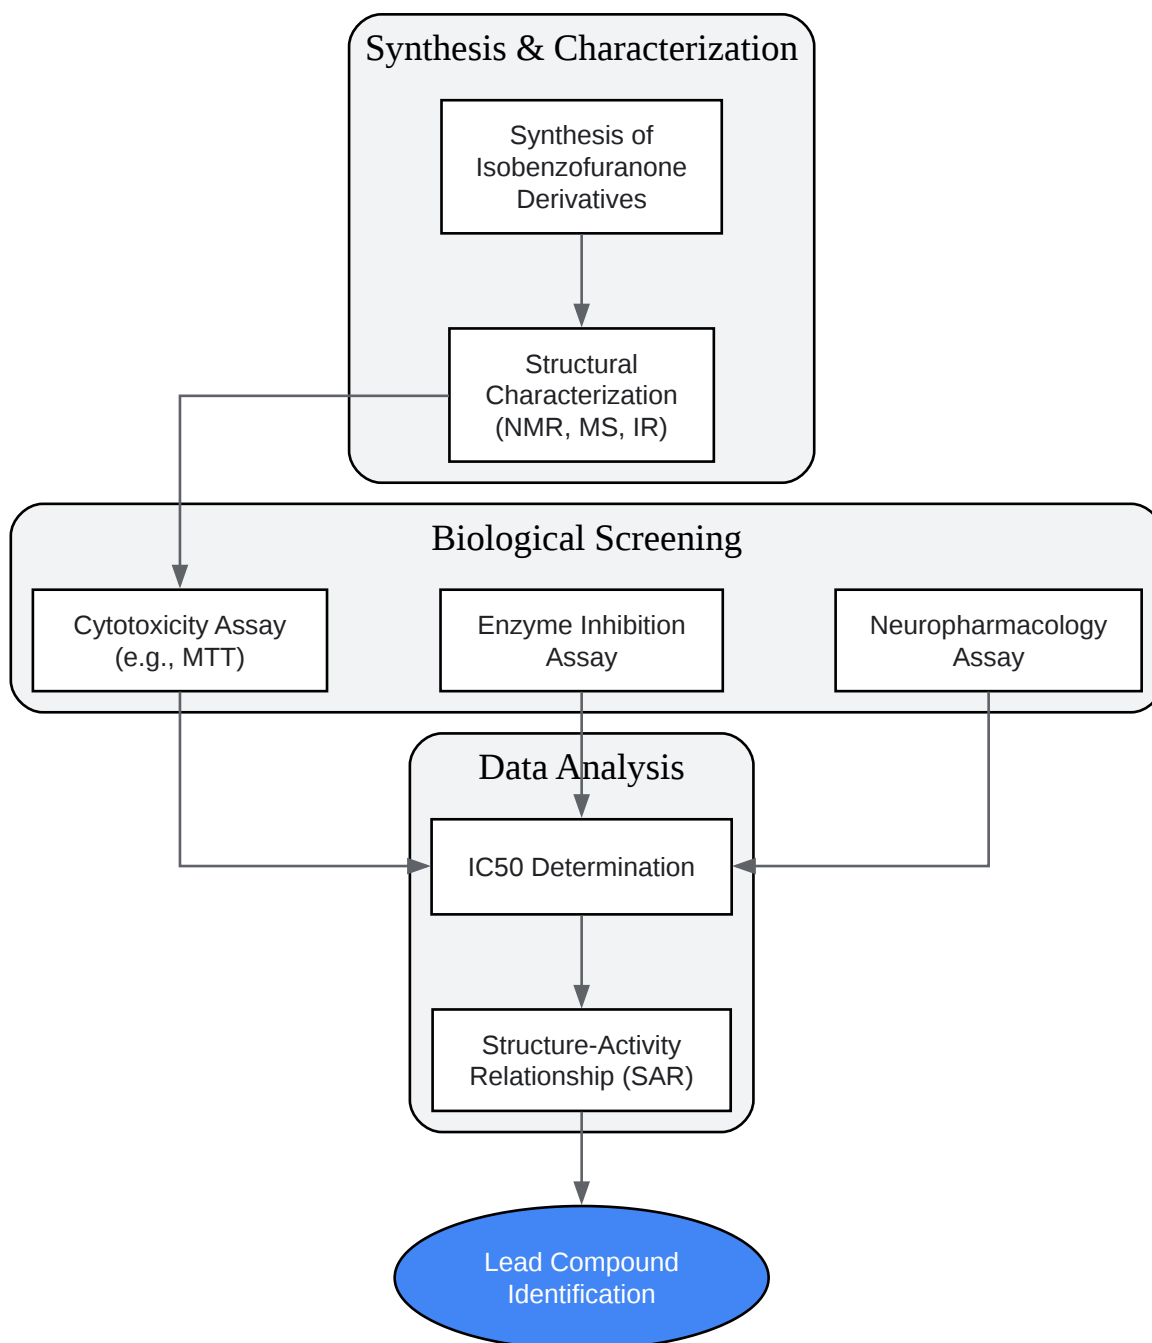 Synthesis & Characterization
Synthesis of
Isobenzofuranone
Derivatives
Structural
Characterization
(NMR, MS, IR)
Biological Screening
Cytotoxicity Assay
(e.g., MTT)
Enzyme Inhibition
Assay
Neuropharmacology
Assay
Data Analysis
IC50 Determination
Structure-Activity
Relationship (SAR)
Lead Compound
Identification